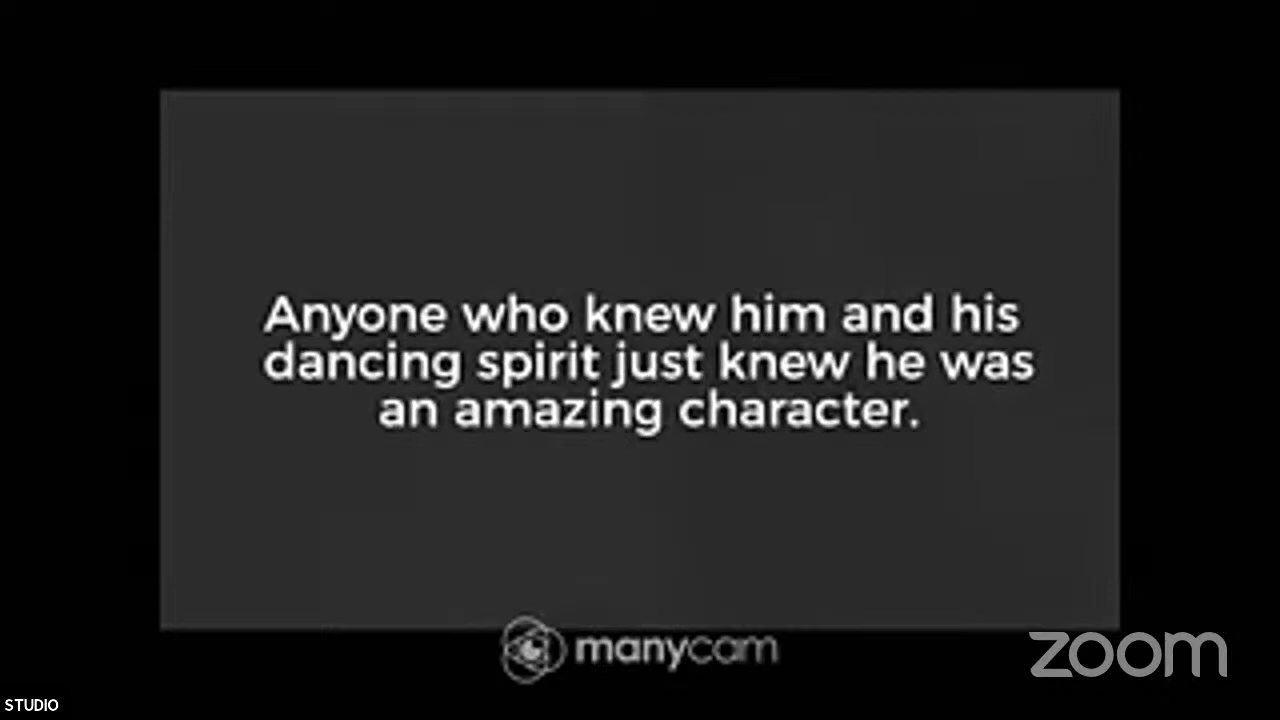 Anyone who knew him and his
dancing spirit just knew he was
an amazing character.
manycam
zoom
STUDIO